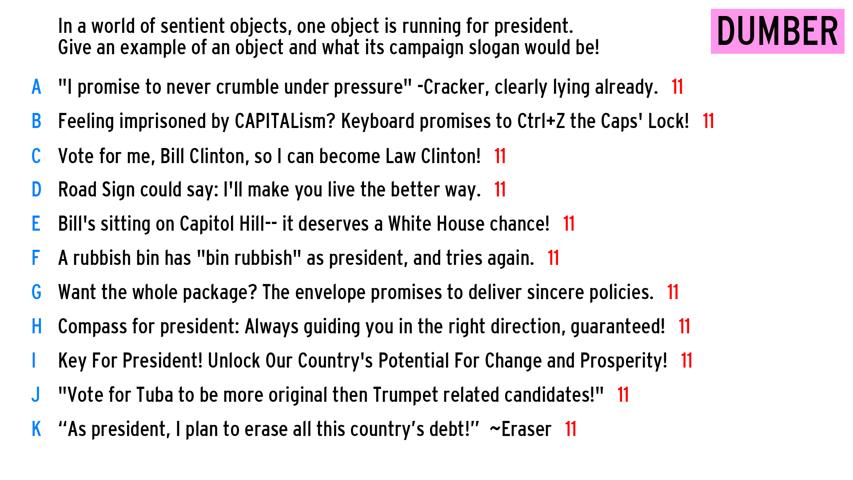 In a world of sentient objects, one object is running for president.
Give an example of an object and what its campaign slogan would be!
DUMBER
A "I promise to never crumble under pressure" -Cracker, clearly lying already. 11
B Feeling imprisoned by CAPITALism? Keyboard promises to Ctrl+Z the Caps' Lock! 11
C Vote for me, Bill Clinton, so I can become Law Clinton! 11
D Road Sign could say: I'll make you live the better way. 11
E Bill's sitting on Capitol Hill-- it deserves a White House chance! 11
F A rubbish bin has "bin rubbish" as president, and tries again. 11
G Want the whole package? The envelope promises to deliver sincere policies. 11
H Compass for president: Always guiding you in the right direction, guaranteed! 11
I Key For President! Unlock Our Country's Potential For Change and Prosperity! 11
J "Vote for Tuba to be more original then Trumpet related candidates!" 11
K “As president, I plan to erase all this country’s debt!” ~Eraser 11